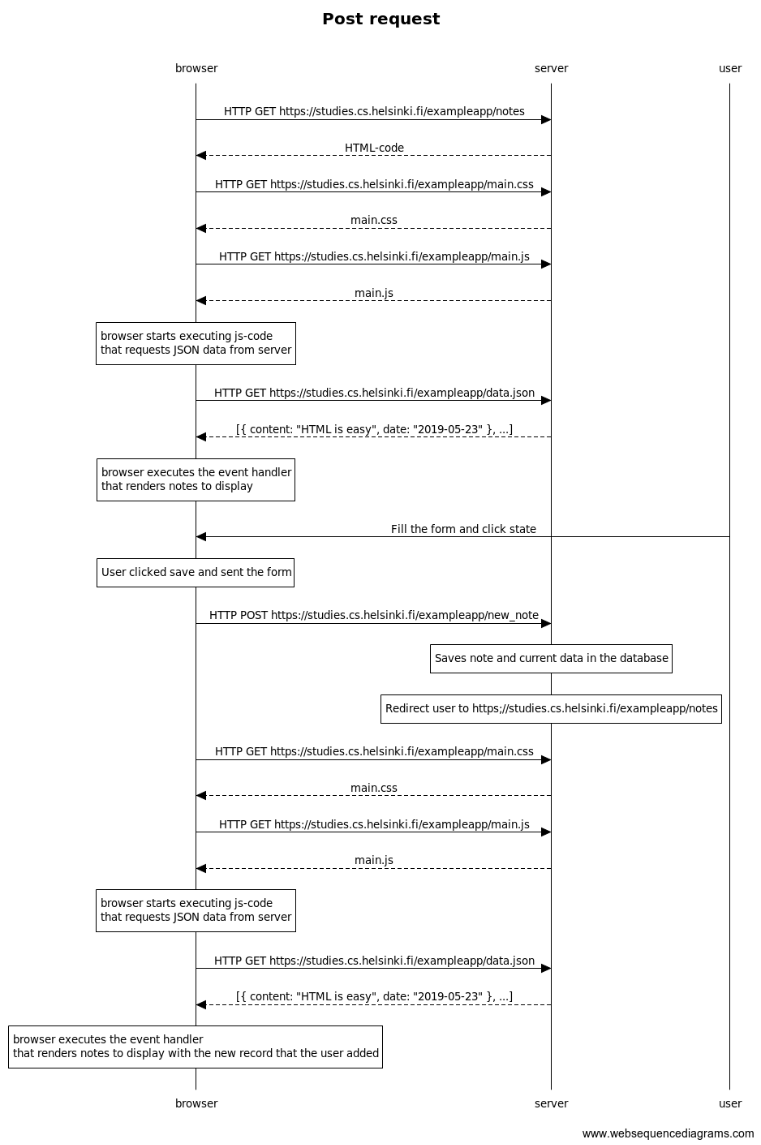 Post request
browser server user
HTTP GET https://studies.cs.helsinki.fi/exampleapp/notes
HTML-code
HTTP GET https://studies.cs.helsinki.fi/exampleapp/main.css
main.css
HTTP GET https://studies.cs.helsinki.fi/exampleapp/main.js
main.js
browser starts executing js-code
that requests JSON data from server
HTTP GET https://studies.cs.helsinki.fi/exampleapp/data.json
[{ content: "HTML is easy", date: "2019-05-23" }, ...]
browser executes the event handler
that renders notes to display
Fill the form and click state
User clicked save and sent the form
HTTP POST https://studies.cs.helsinki.fi/exampleapp/new_note
Saves note and current data in the database
Redirect user to https;//studies.cs.helsinki.fi/exampleapp/notes
HTTP GET https://studies.cs.helsinki.fi/exampleapp/main.css
main.css
HTTP GET https://studies.cs.helsinki.fi/exampleapp/main.js
main.js
browser starts executing js-code
that requests JSON data from server
HTTP GET https://studies.cs.helsinki.fi/exampleapp/data.json
[{ content: "HTML is easy", date: "2019-05-23" }, ...]
browser executes the event handler
that renders notes to display with the new record that the user added
browser server user
www.websequencediagrams.com